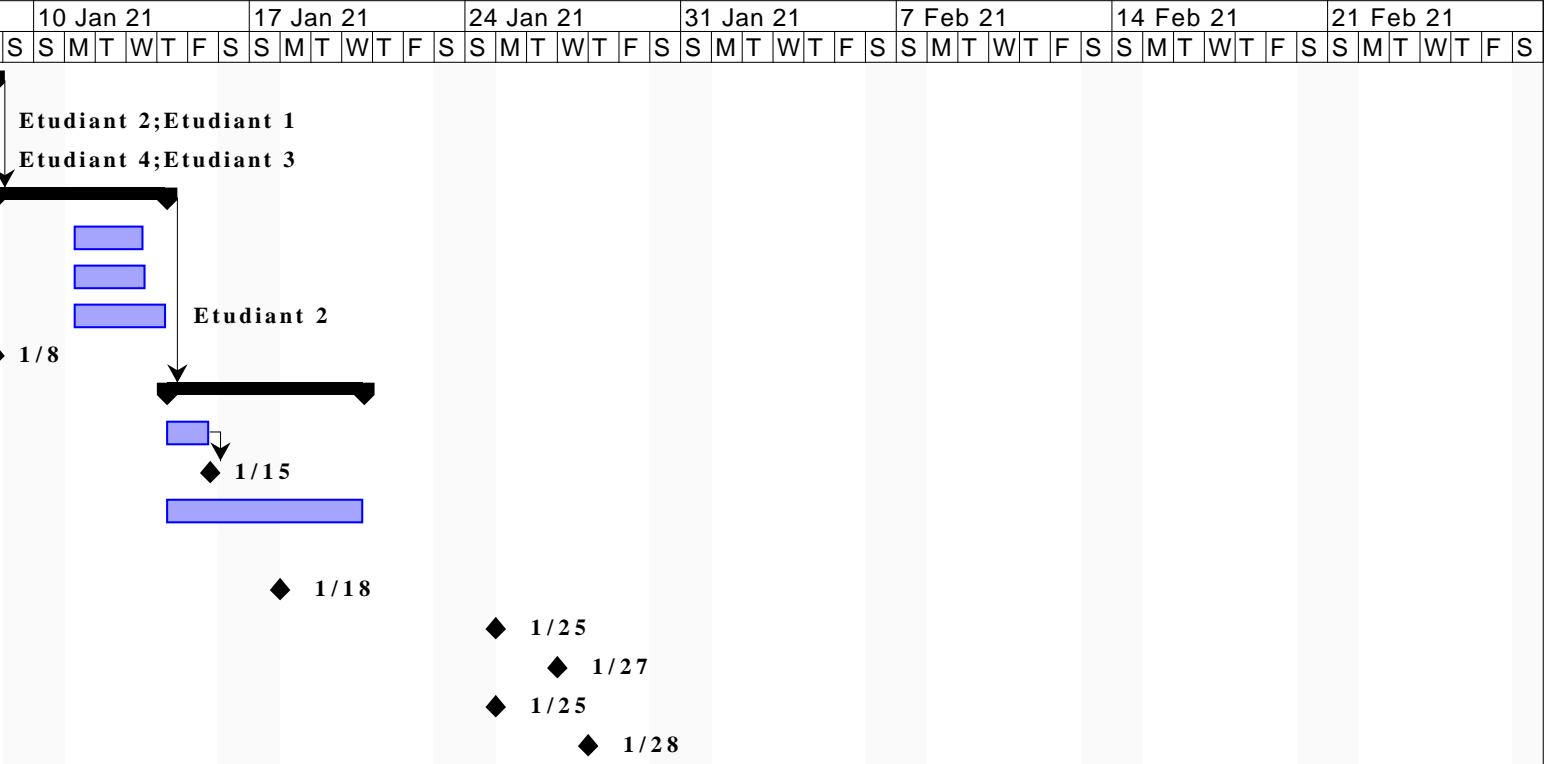 10 Jan 21 17 Jan 21 24 Jan 21 31 Jan 21 7 Feb 21 14 Feb 21 21 Feb 21
S S M T W T F S S M T W T F S S M T W T F S S M T W T F S S M T W T F S S M T W T F S S M T W T F S
Etudiant 2;Etudiant 1
Etudiant 4;Etudiant 3
Etudiant 2
1/8
1/15
1/18
1/25
1/27
1/25
1/28